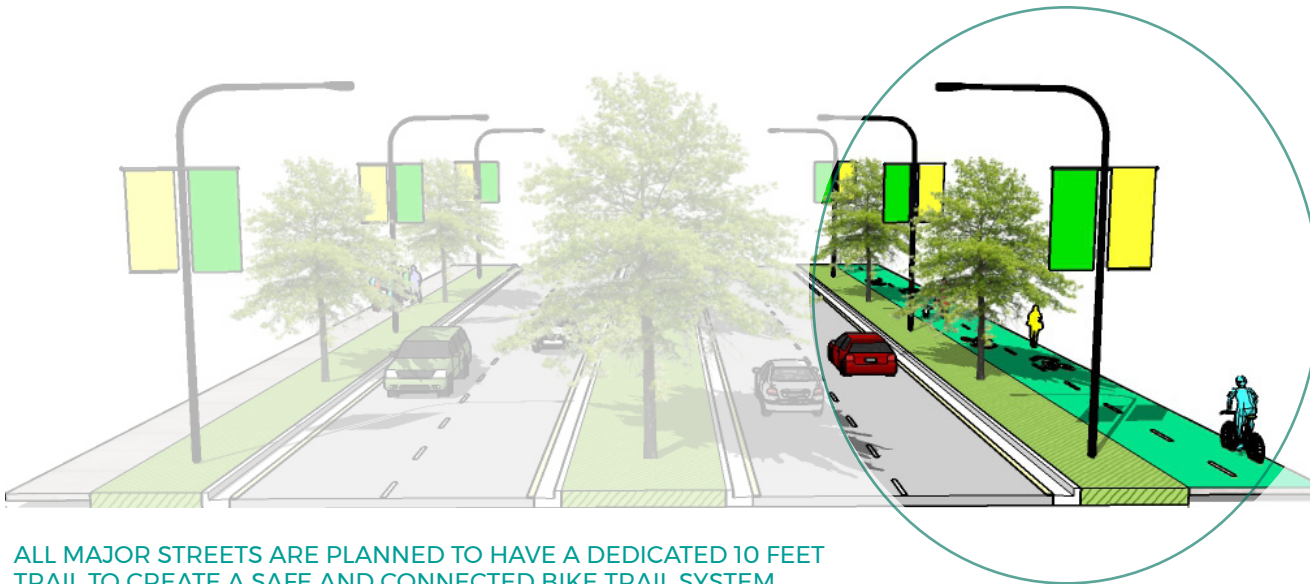 ALL MAJOR STREETS ARE PLANNED TO HAVE A DEDICATED 10 FEET
TRAIL TO CREATE A SAFE AND CONNECTED BIKE TRAIL SYSTEM